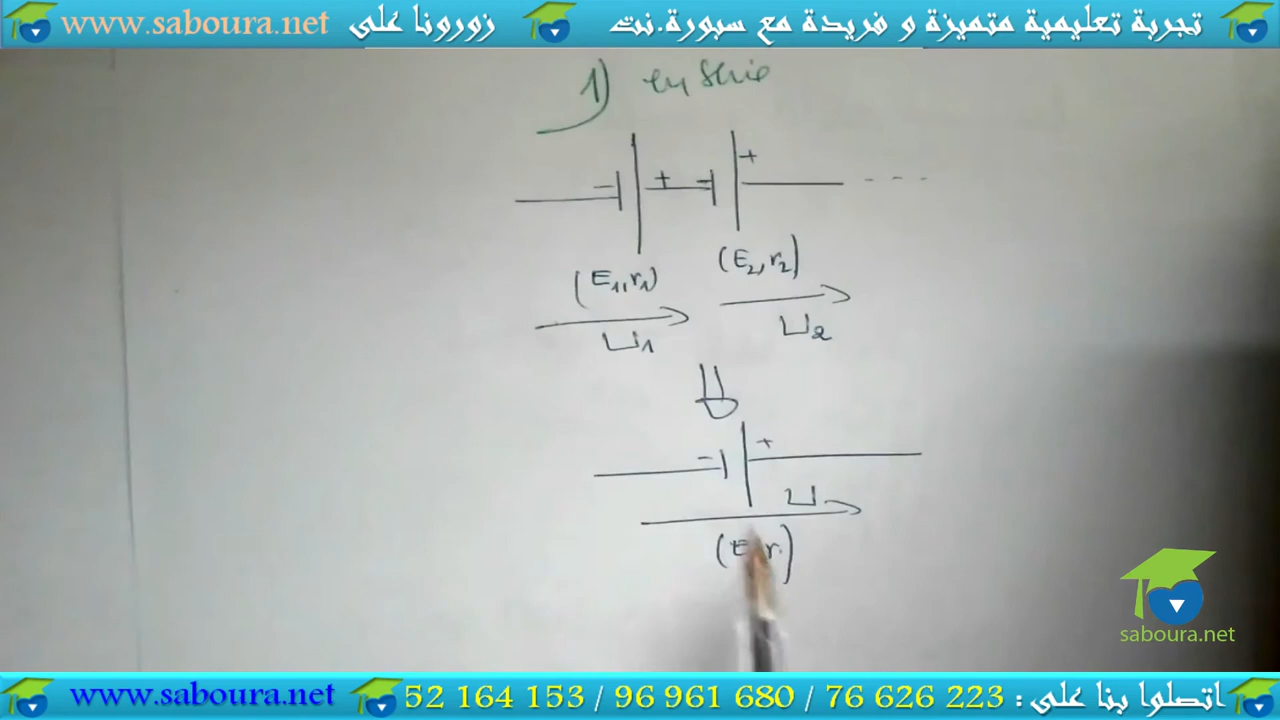 تجربة تعليمية متميزة و فريدة مع سبورة.نت زورونا على www.saboura.net
1) en série
- + - +
(E1, r1) (E2, r2)
U1 U2
- +
U
(E, r)
saboura.net
اتصلوا بنا على : 52 164 153 / 96 961 680 / 76 626 223 www.saboura.net